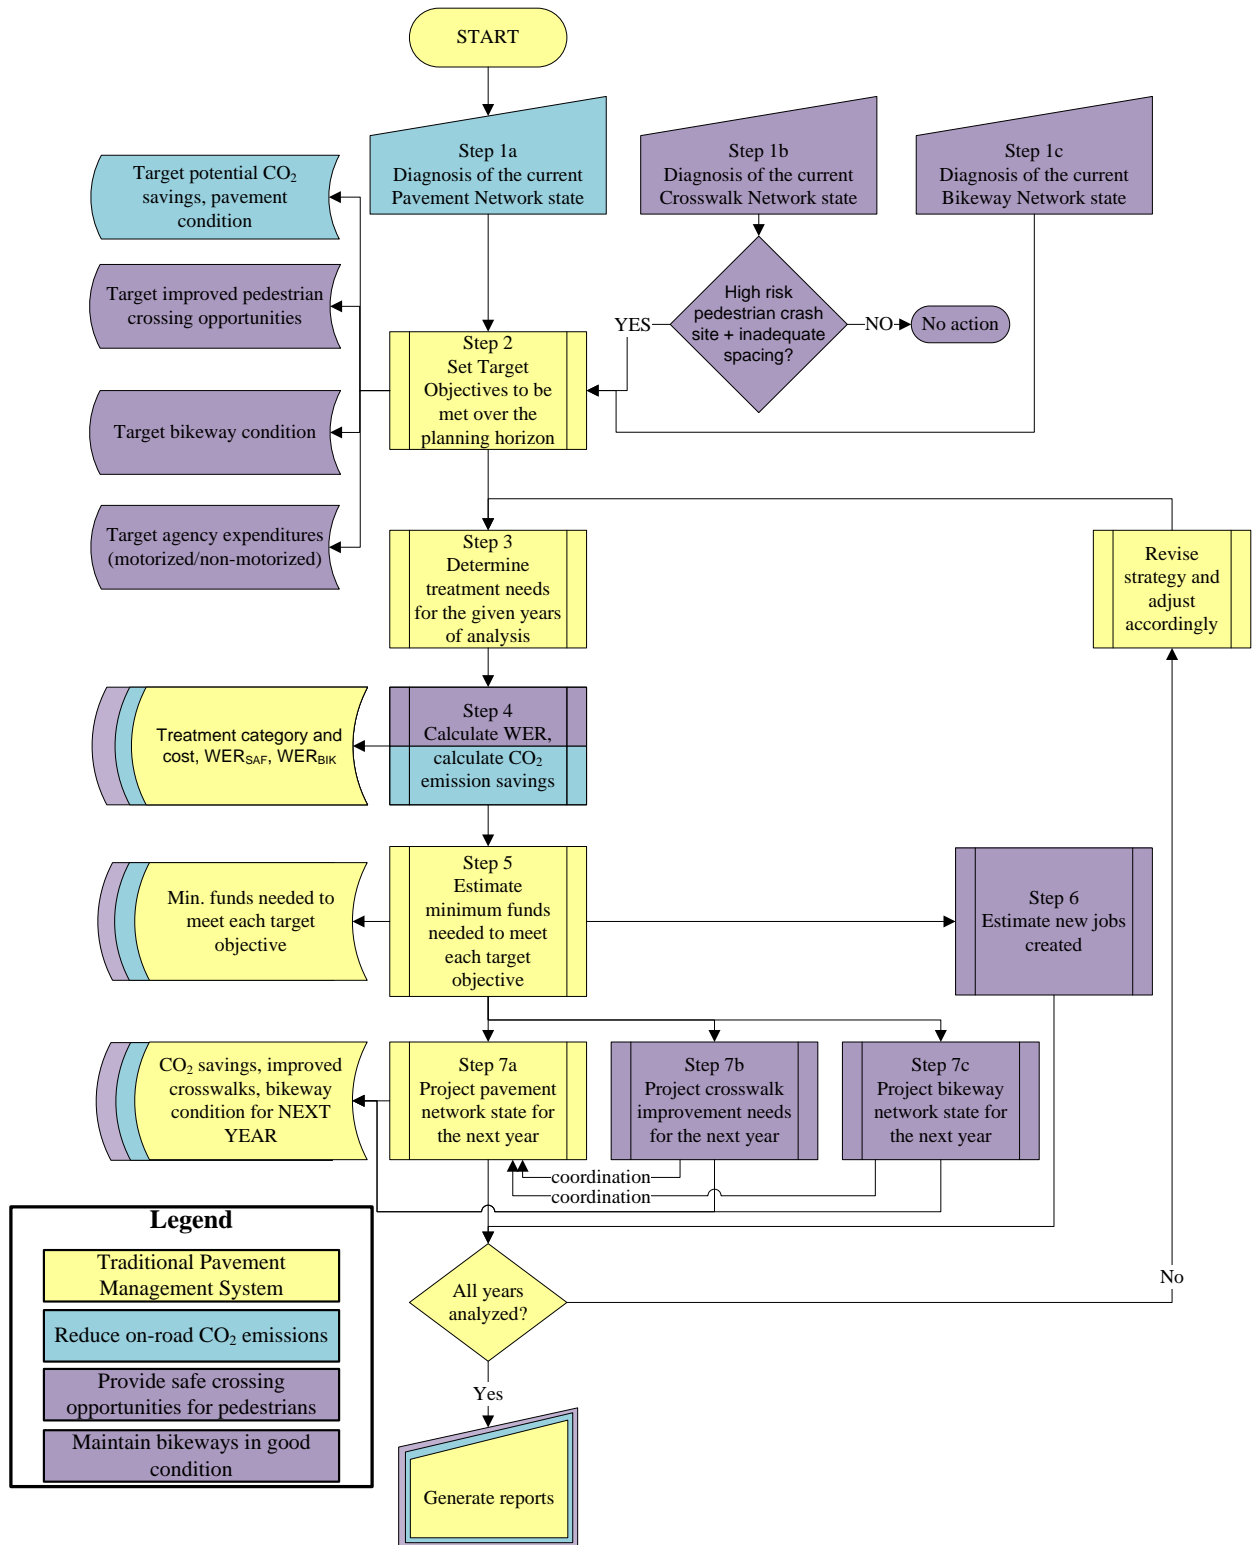 START
Step 1a
Diagnosis of the current
Pavement Network state
Step 1b
Diagnosis of the current
Crosswalk Network state
Step 1c
Diagnosis of the current
Bikeway Network state
Target potential CO₂
savings, pavement
condition
Target improved pedestrian
crossing opportunities
Target bikeway condition
Target agency expenditures
(motorized/non-motorized)
High risk
pedestrian crash
site + inadequate
spacing?
YES
NO
No action
Step 2
Set Target
Objectives to be
met over the
planning horizon
Step 3
Determine
treatment needs
for the given years
of analysis
Revise
strategy and
adjust
accordingly
Treatment category and
cost, WERSAF, WERBIK
Step 4
Calculate WER,
calculate CO₂
emission savings
Min. funds needed to
meet each target
objective
Step 5
Estimate
minimum funds
needed to meet
each target
objective
Step 6
Estimate new jobs
created
CO₂ savings, improved
crosswalks, bikeway
condition for NEXT
YEAR
Step 7a
Project pavement
network state for
the next year
Step 7b
Project crosswalk
improvement needs
for the next year
Step 7c
Project bikeway
network state for
the next year
coordination
coordination
Legend
Traditional Pavement
Management System
Reduce on-road CO₂ emissions
Provide safe crossing
opportunities for pedestrians
Maintain bikeways in good
condition
All years
analyzed?
No
Yes
Generate reports